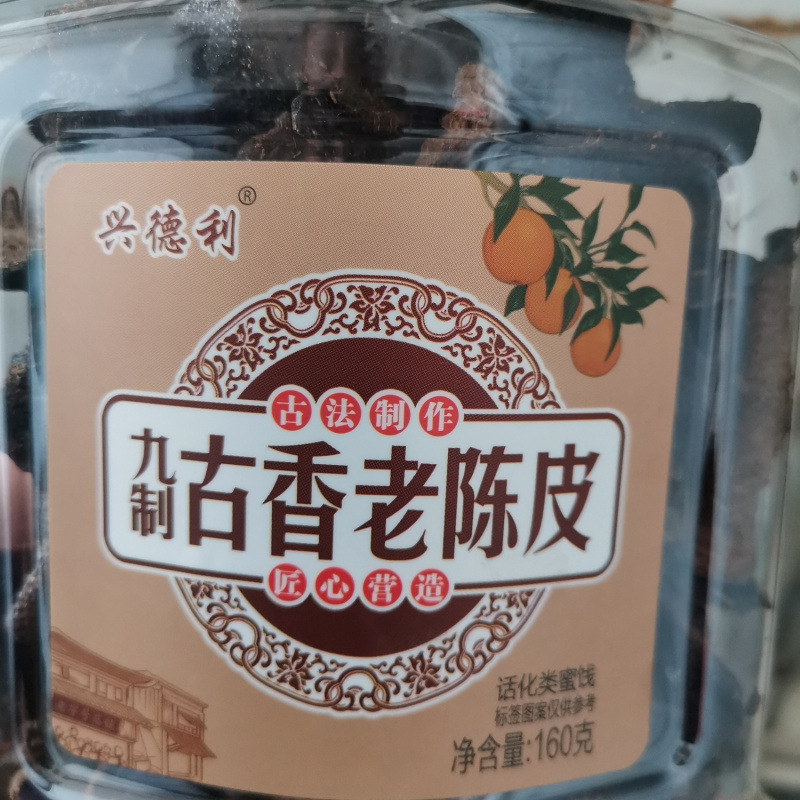 兴德利®
古法制作
九制古香老陈皮
匠心营造
话化类蜜饯
标签图案仅供参考
净含量:160克